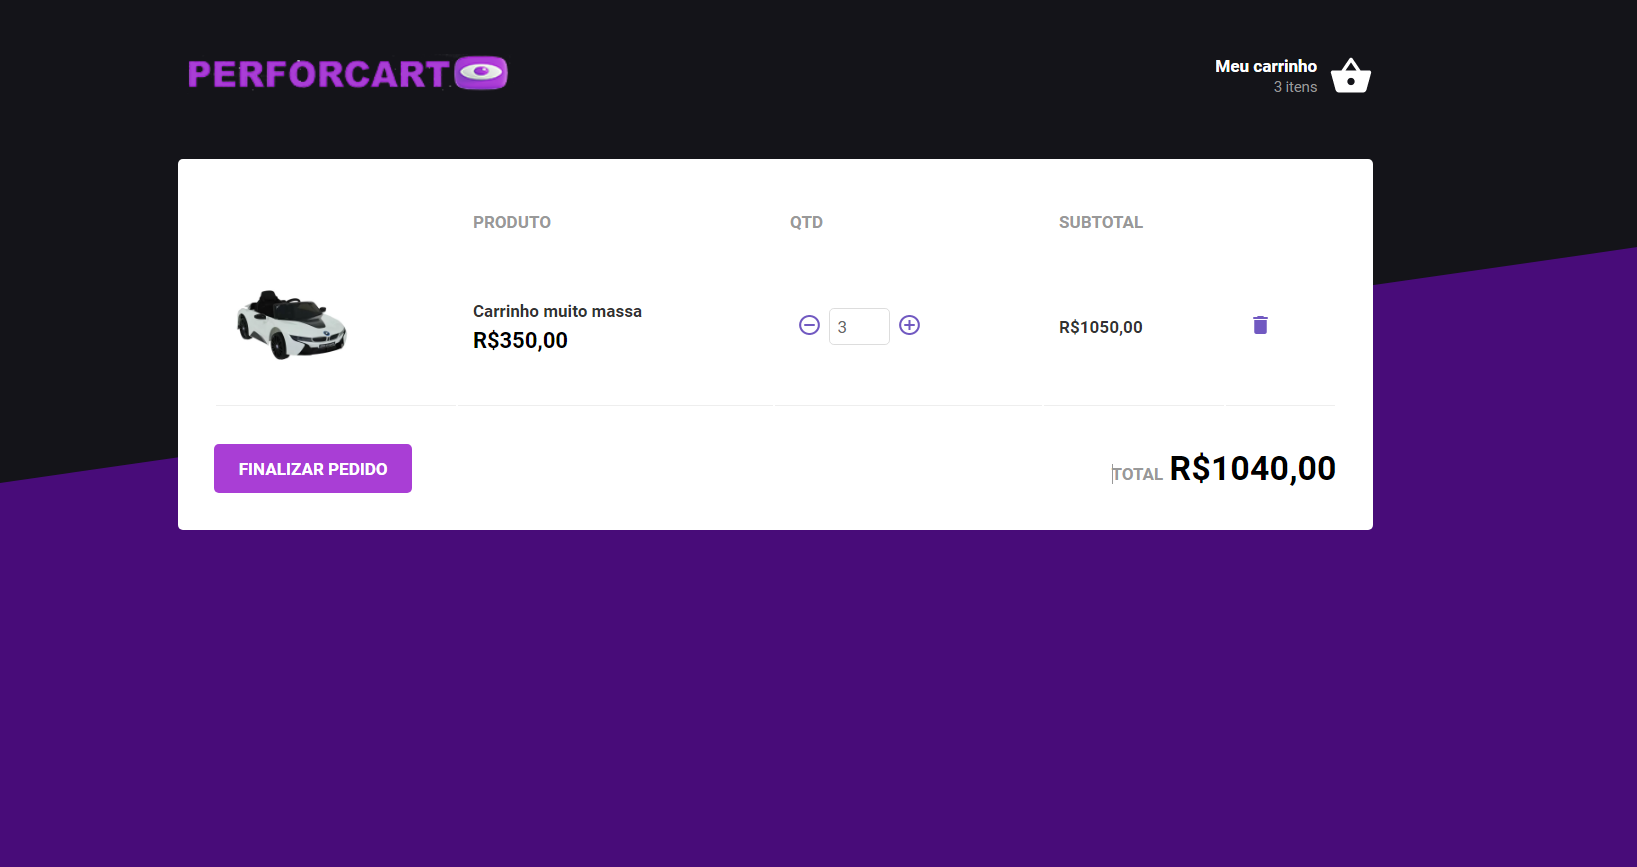 PERFORCART
Meu carrinho
3 itens
PRODUTO QTD SUBTOTAL
Carrinho muito massa
R$350,00
3
R$1050,00
FINALIZAR PEDIDO
TOTAL R$1040,00